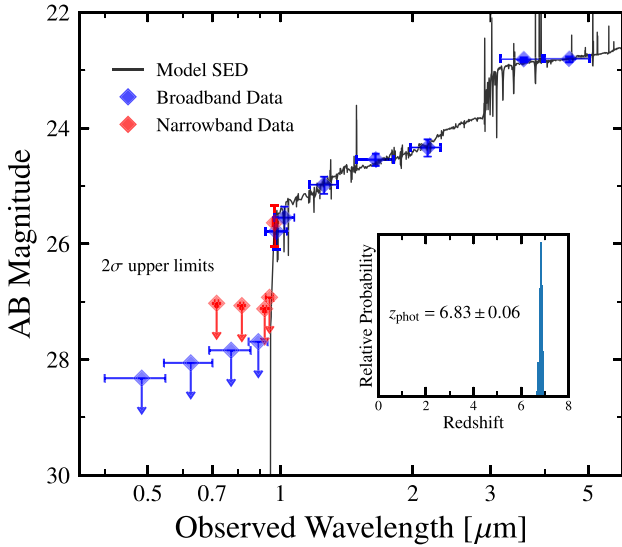 22
24
26
28
30
AB Magnitude
Model SED
Broadband Data
Narrowband Data
2σ upper limits
Relative Probability
z_phot = 6.83 ± 0.06
0
2
4
6
8
Redshift
0.5
0.7
1
2
3
5
Observed Wavelength [μm]